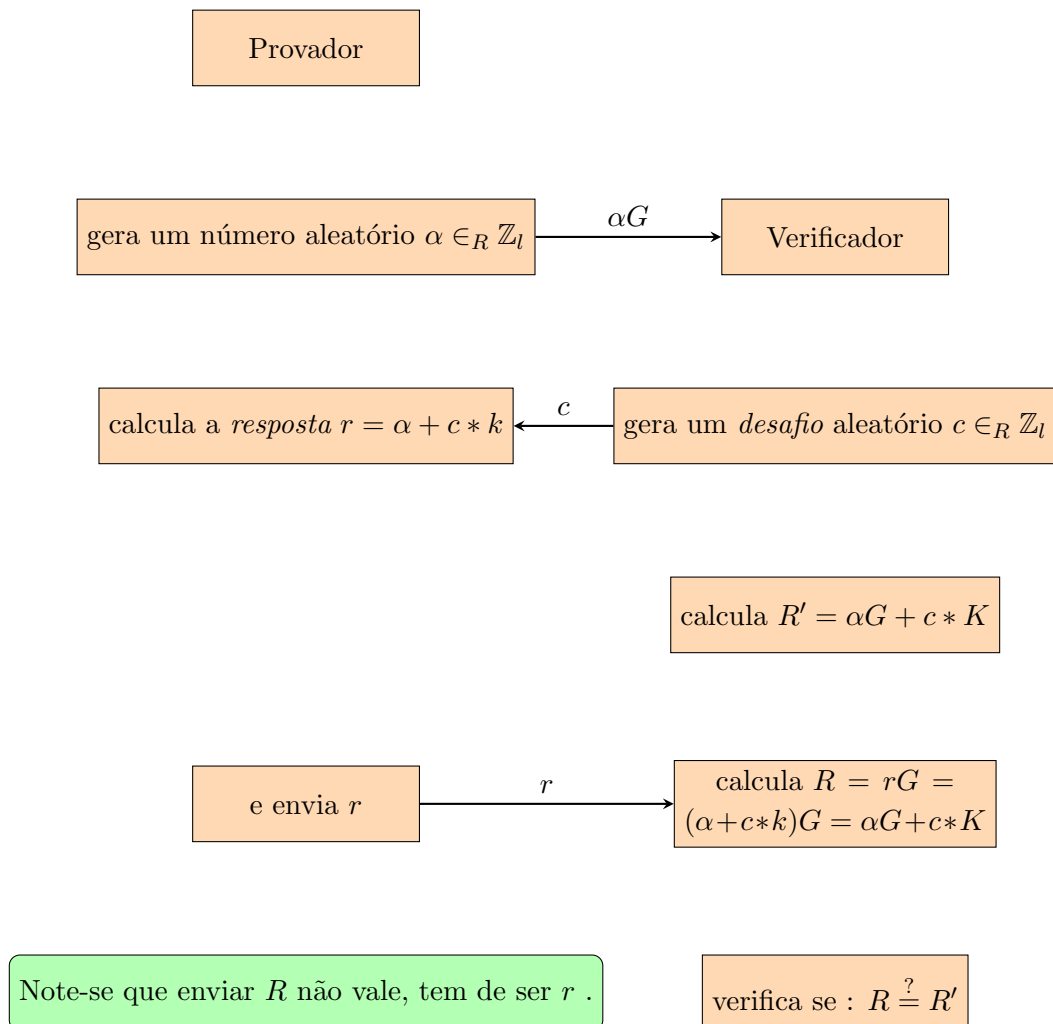 Provador
gera um número aleatório α ∈_R ℤ_l
αG
Verificador
calcula a resposta r = α + c ∗ k
c
gera um desafio aleatório c ∈_R ℤ_l
calcula R′ = αG + c ∗ K
e envia r
r
calcula R = rG =
(α+c∗k)G = αG+c∗K
Note-se que enviar R não vale, tem de ser r .
verifica se : R ≟ R′